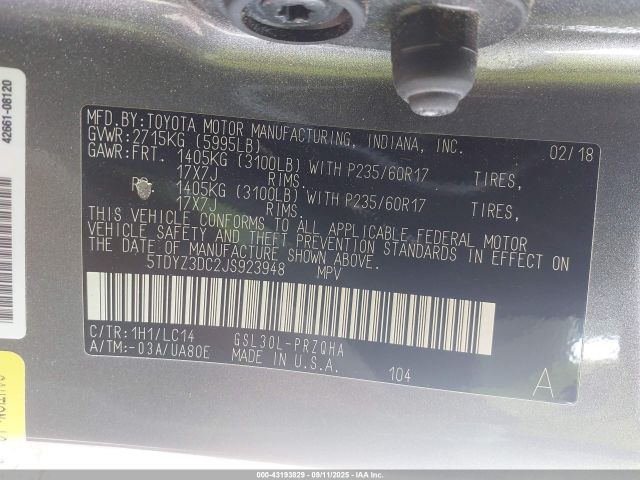 42661-08120
MFD.BY:TOYOTA MOTOR MANUFACTURING, INDIANA, INC. 02/18
GVWR:2715KG (5995LB)
GAWR:FRT. 1405KG (3100LB) WITH P235/60R17 TIRES,
17X7J RIMS.
1405KG (3100LB) WITH P235/60R17 TIRES,
17X7J RIMS.
THIS VEHICLE CONFORMS TO ALL APPLICABLE FEDERAL MOTOR
VEHICLE SAFETY AND THEFT PREVENTION STANDARDS IN EFFECT ON
THE DATE OF MANUFACTURE SHOWN ABOVE.
5TDYZ3DC2JS923948 MPV
C/TR:1H1/LC14 GSL30L-PRZQHA
A/TM:-03A/UA80E MADE IN U.S.A. 104
A
000-43193829 - 09/11/2025 - IAA Inc.